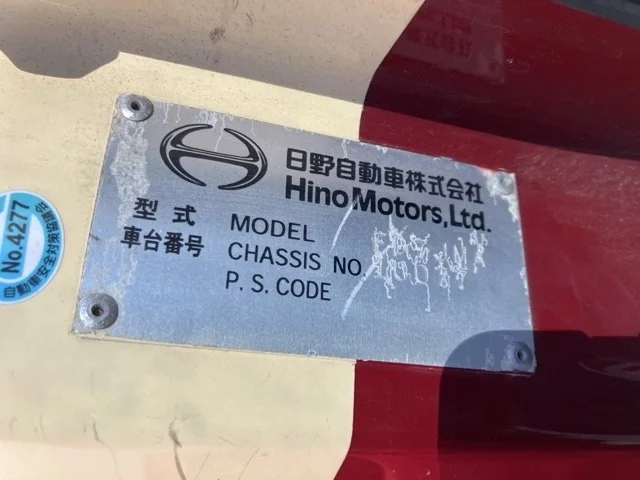 日野自動車株式会社
Hino Motors, Ltd.
型式 MODEL
車台番号 CHASSIS NO.
P. S. CODE
No.4277